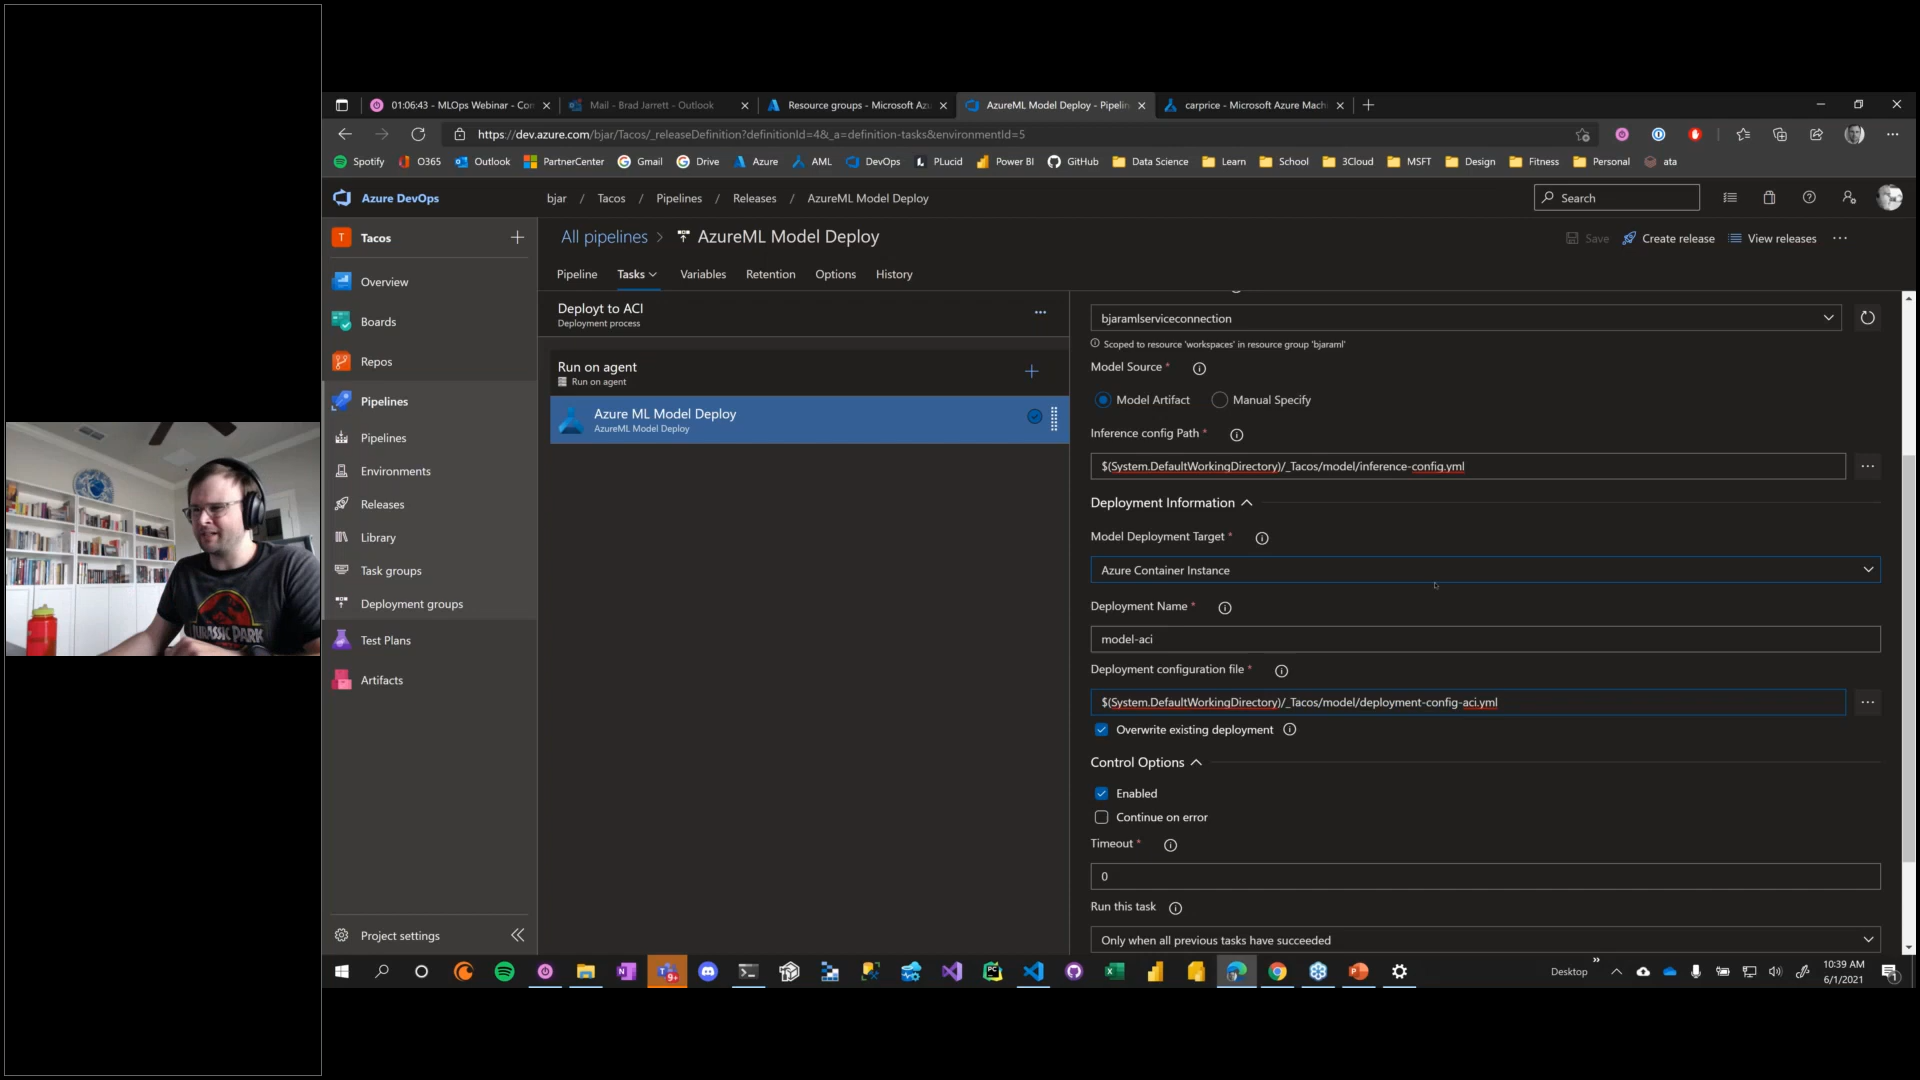 01:06:43 - MLOps Webinar - Con
Mail - Brad Jarrett - Outlook
Resource groups - Microsoft Azu
AzureML Model Deploy - Pipelin
carprice - Microsoft Azure Mach
https://dev.azure.com/bjar/Tacos/_releaseDefinition?definitionId=4&_a=definition-tasks&environmentId=5
Spotify
O365
Outlook
PartnerCenter
Gmail
Drive
Azure
AML
DevOps
PLucid
Power BI
GitHub
Data Science
Learn
School
3Cloud
MSFT
Design
Fitness
Personal
ata
Azure DevOps
bjar / Tacos / Pipelines / Releases / AzureML Model Deploy
Search
T Tacos
Overview
Boards
Repos
Pipelines
Pipelines
Environments
Releases
Library
Task groups
Deployment groups
Test Plans
Artifacts
Project settings
All pipelines > AzureML Model Deploy
Save
Create release
View releases
Pipeline
Tasks
Variables
Retention
Options
History
Deployt to ACI
Deployment process
Run on agent
Run on agent
Azure ML Model Deploy
AzureML Model Deploy
bjaramlserviceconnection
Scoped to resource 'workspaces' in resource group 'bjaraml'
Model Source *
Model Artifact
Manual Specify
Inference config Path *
$(System.DefaultWorkingDirectory)/_Tacos/model/inference-config.yml
Deployment Information
Model Deployment Target *
Azure Container Instance
Deployment Name *
model-aci
Deployment configuration file *
$(System.DefaultWorkingDirectory)/_Tacos/model/deployment-config-aci.yml
Overwrite existing deployment
Control Options
Enabled
Continue on error
Timeout *
0
Run this task
Only when all previous tasks have succeeded
JURASSIC PARK
9+
Desktop
10:39 AM
6/1/2021
1